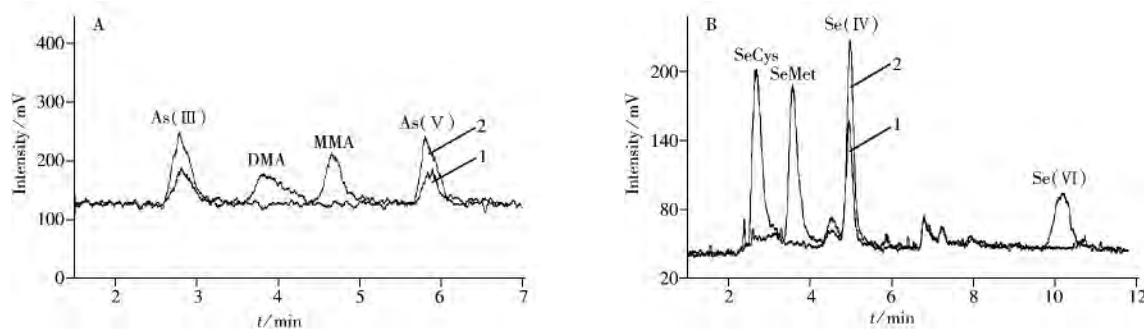 A
As(Ⅲ)
DMA
MMA
As(Ⅴ)
2
1
Intensity/mV
400
300
200
100
0
2
3
4
5
6
7
t/min
B
SeCys
SeMet
Se(Ⅳ)
2
1
Se(Ⅵ)
Intensity/mV
200
140
80
20
2
4
6
8
10
12
t/min